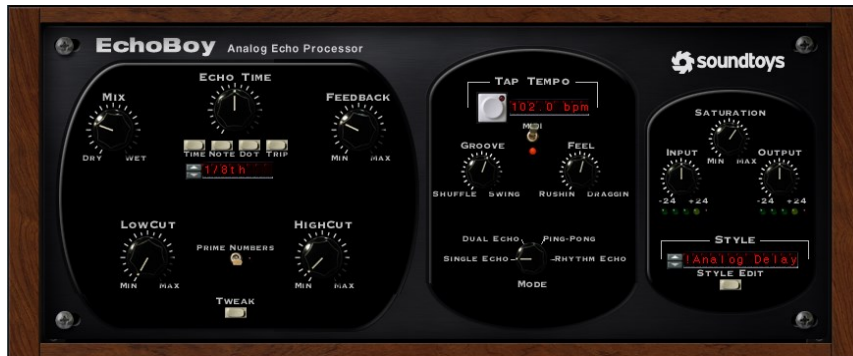 EchoBoy Analog Echo Processor
soundtoys
Echo Time
Mix
Feedback
DRY WET
MIN MAX
TIME NOTE DOT TRIP
1/8th
LowCut
HighCut
Prime Numbers
MIN MAX
MIN MAX
Tweak
Tap Tempo
102.0 bpm
MIDI
Groove
Feel
Shuffle Swing
Rushin Draggin
Dual Echo
Ping-Pong
Single Echo
Rhythm Echo
Mode
Saturation
Input
Output
MIN MAX
-24 +24
-24 +24
Style
!Analog Delay
Style Edit